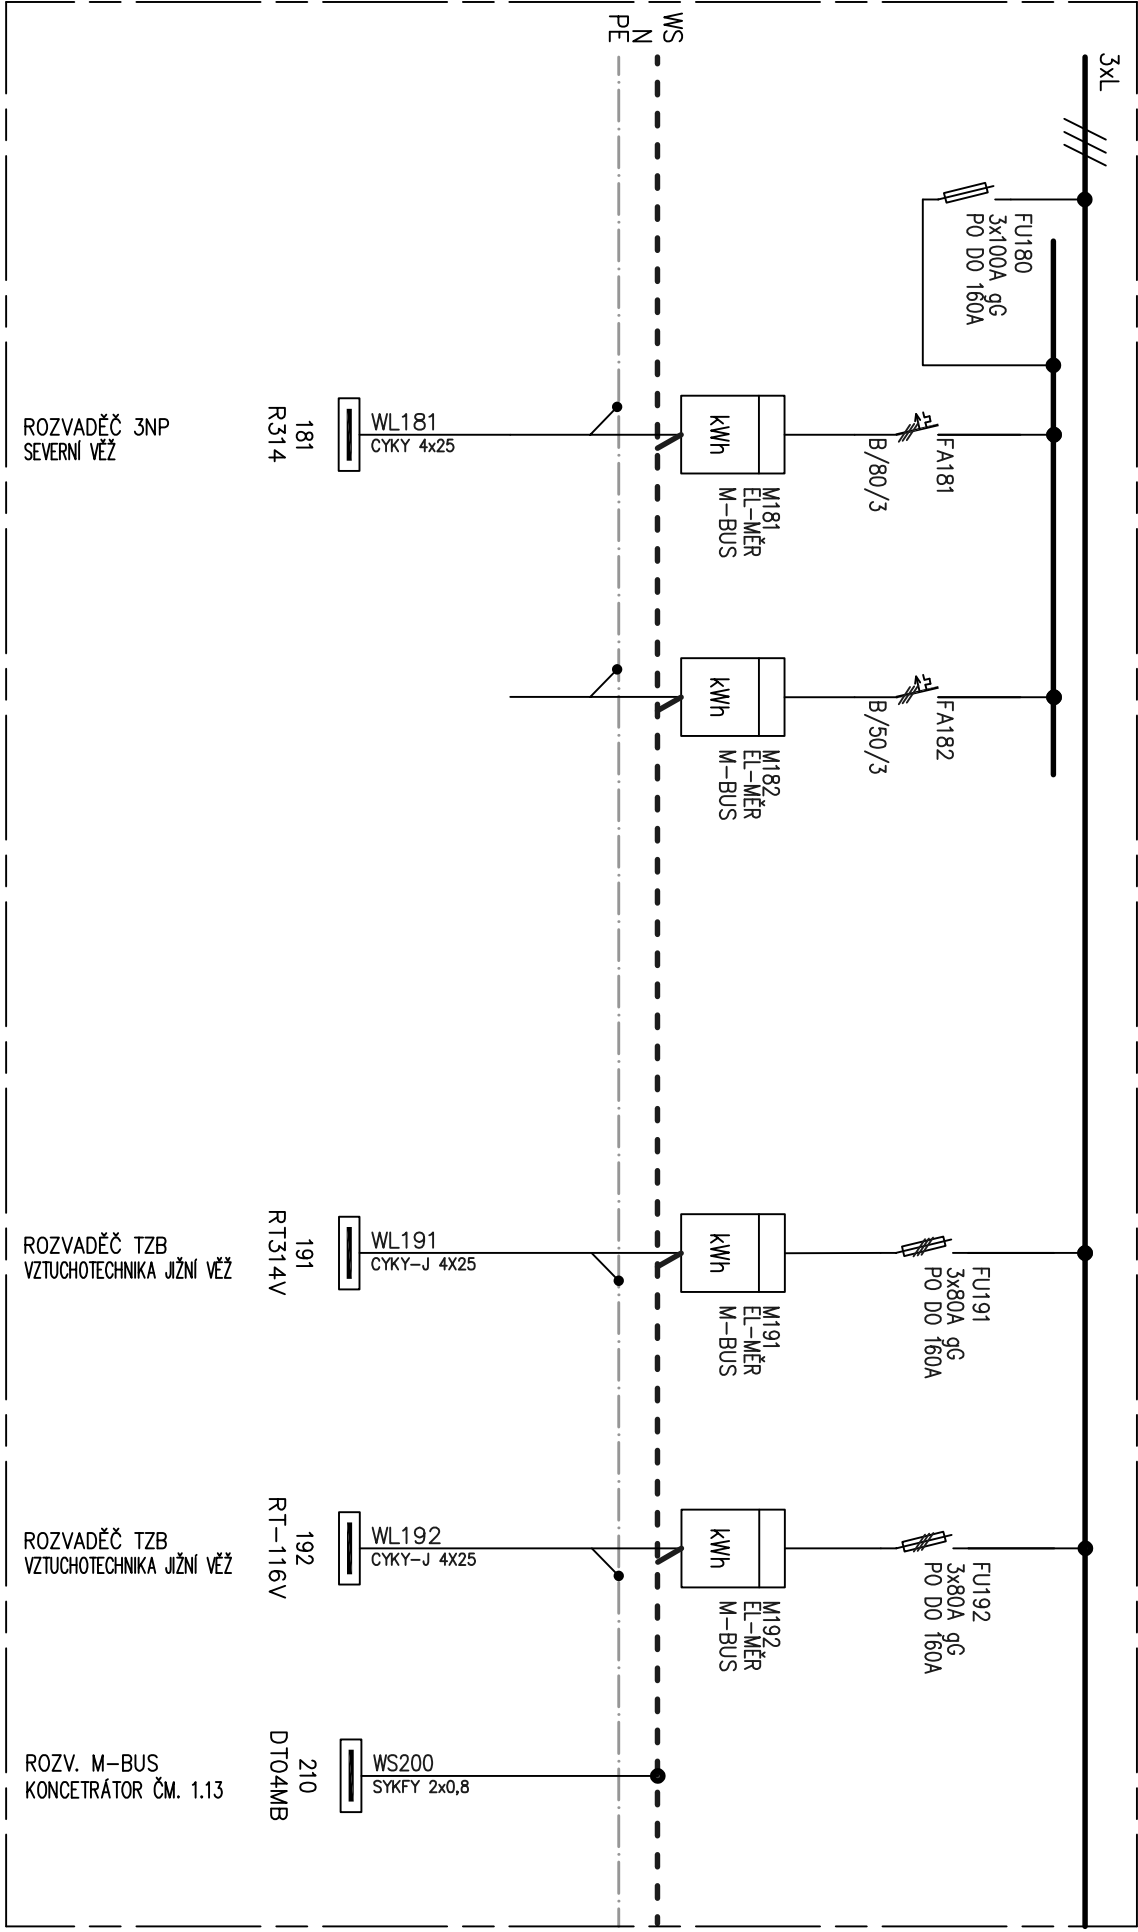 3xL
WS
N
PE
FU180
3x100A gG
PO DO 160A
FA181
B/80/3
kWh
M181
EL-MĚR
M-BUS
WL181
CYKY 4x25
181
R314
ROZVADĚČ 3NP
SEVERNÍ VĚŽ
FA182
B/50/3
kWh
M182
EL-MĚR
M-BUS
FU191
3x80A gG
PO DO 160A
kWh
M191
EL-MĚR
M-BUS
WL191
CYKY-J 4X25
191
RT314V
ROZVADĚČ TZB
VZTUCHOTECHNIKA JIŽNÍ VĚŽ
FU192
3x80A gG
PO DO 160A
kWh
M192
EL-MĚR
M-BUS
WL192
CYKY-J 4X25
192
RT-116V
ROZVADĚČ TZB
VZTUCHOTECHNIKA JIŽNÍ VĚŽ
WS200
SYKFY 2x0,8
210
DT04MB
ROZV. M-BUS
KONCETRÁTOR ČM. 1.13